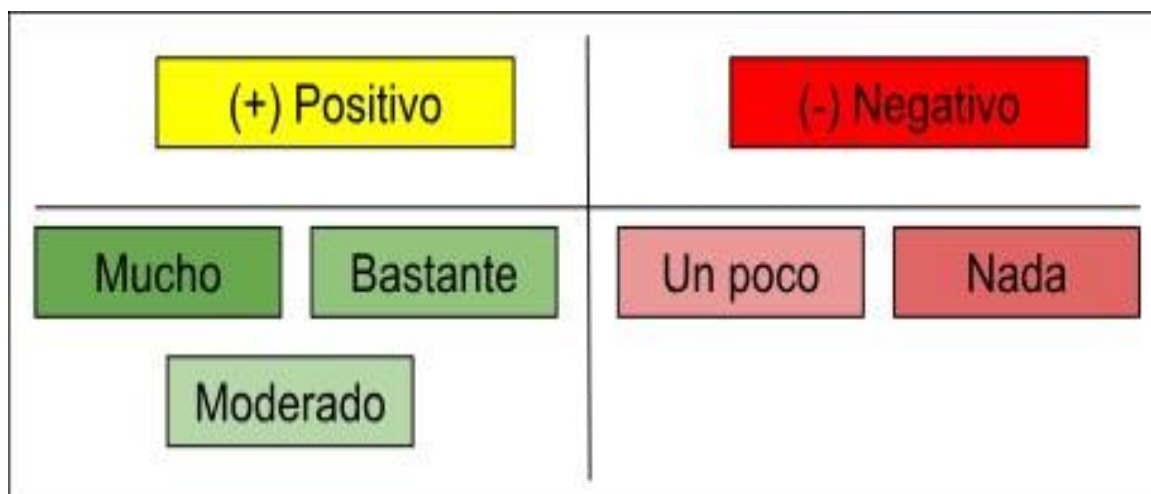 (+) Positivo
(-) Negativo
Mucho
Bastante
Un poco
Nada
Moderado